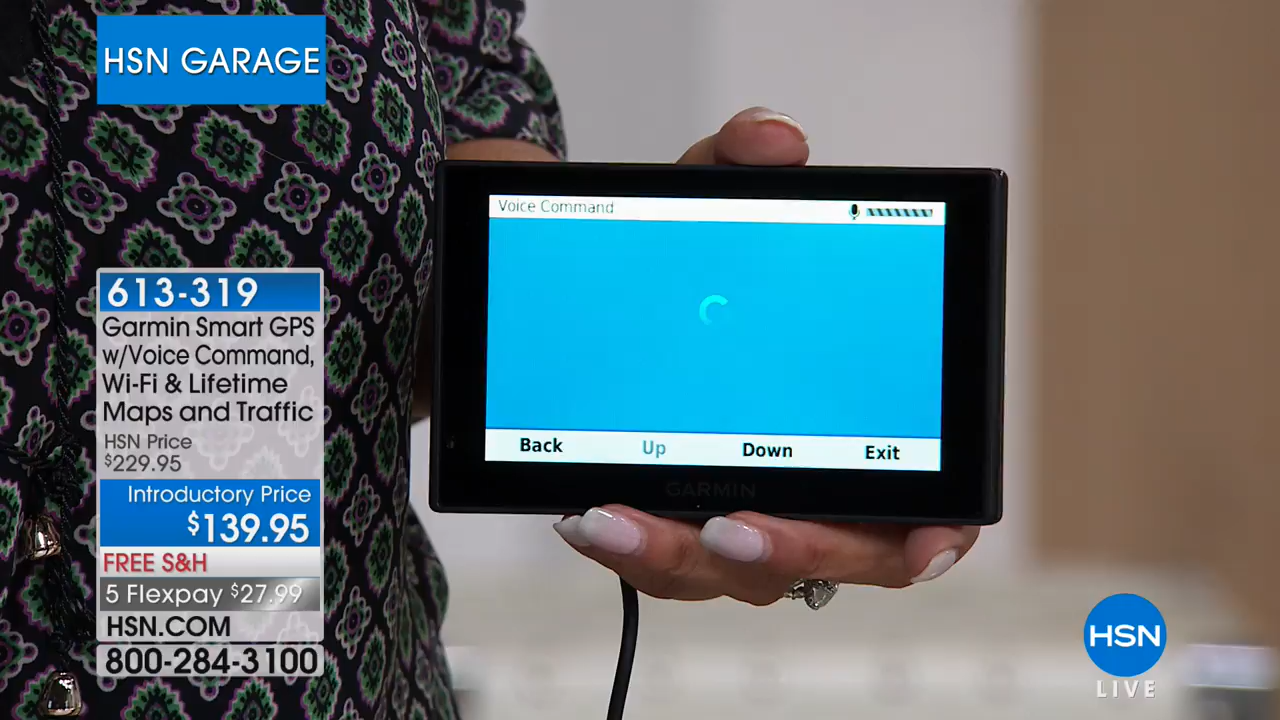 HSN GARAGE
613-319
Garmin Smart GPS
w/Voice Command,
Wi-Fi & Lifetime
Maps and Traffic
HSN Price
$229.95
Introductory Price
$139.95
FREE S&H
5 Flexpay $27.99
HSN.COM
800-284-3100
Voice Command
Back Up Down Exit
GARMIN
HSN
LIVE